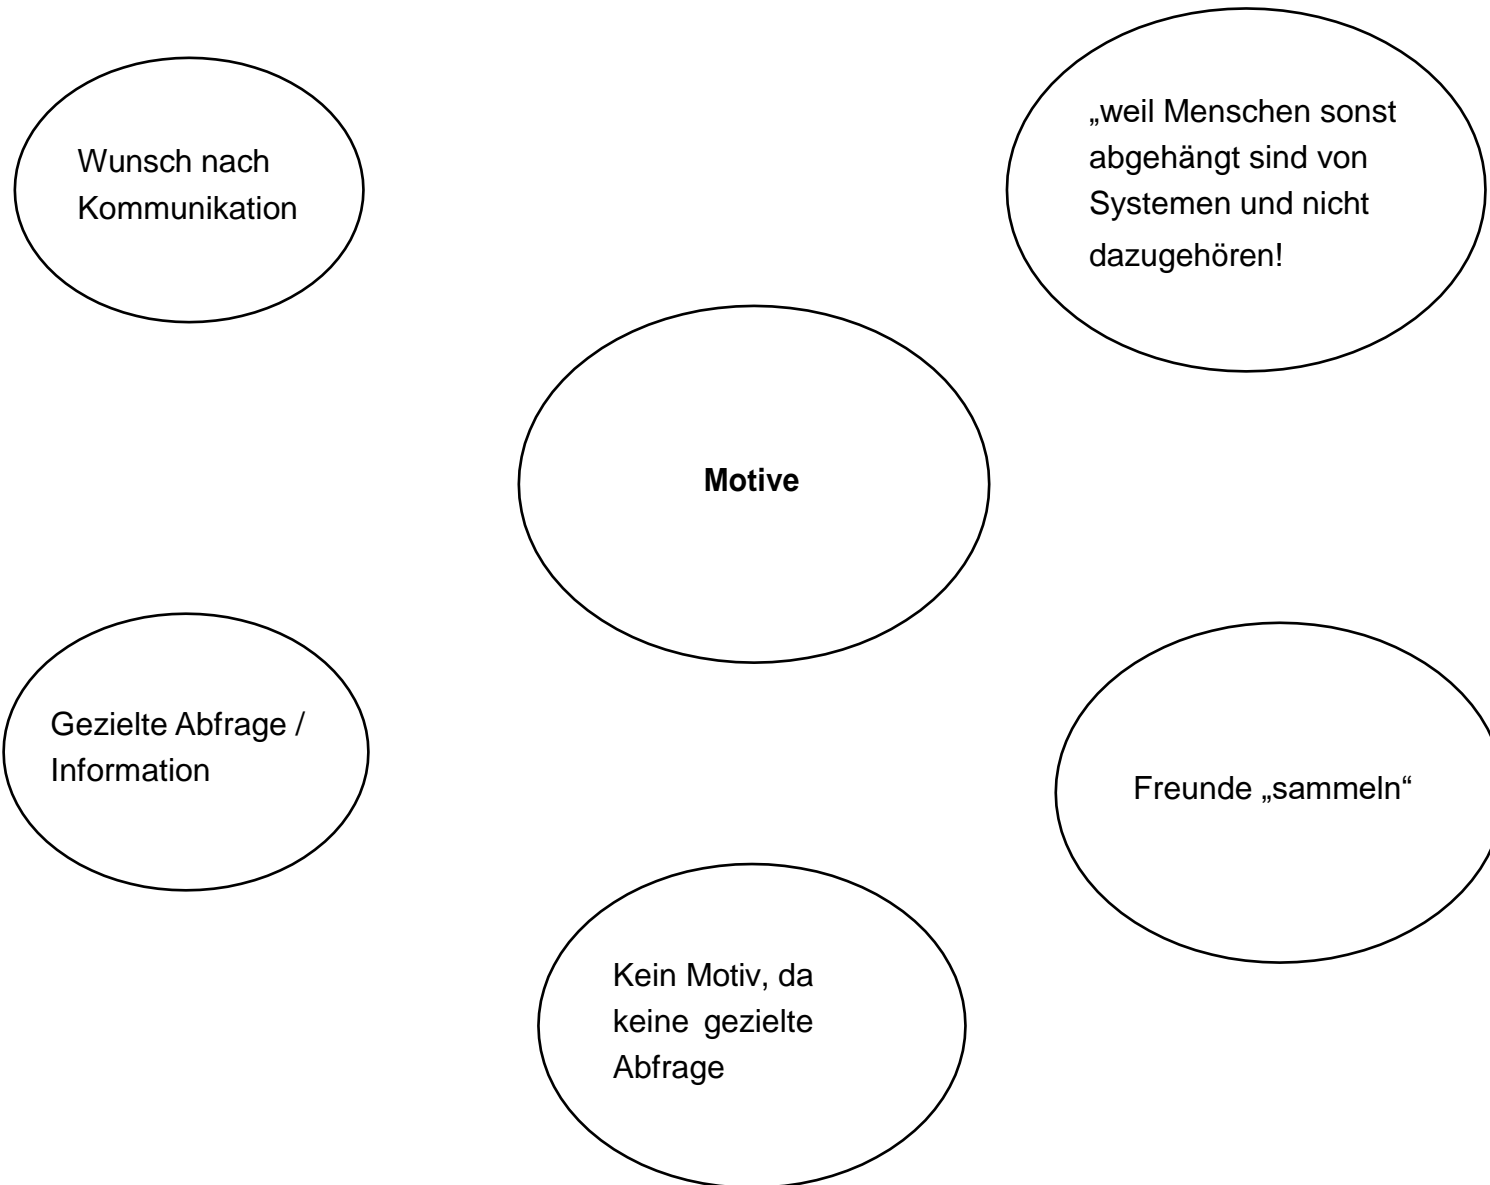 Wunsch nach
Kommunikation
„weil Menschen sonst
abgehängt sind von
Systemen und nicht
dazugehören!
Motive
Gezielte Abfrage /
Information
Freunde „sammeln“
Kein Motiv, da
keine gezielte
Abfrage